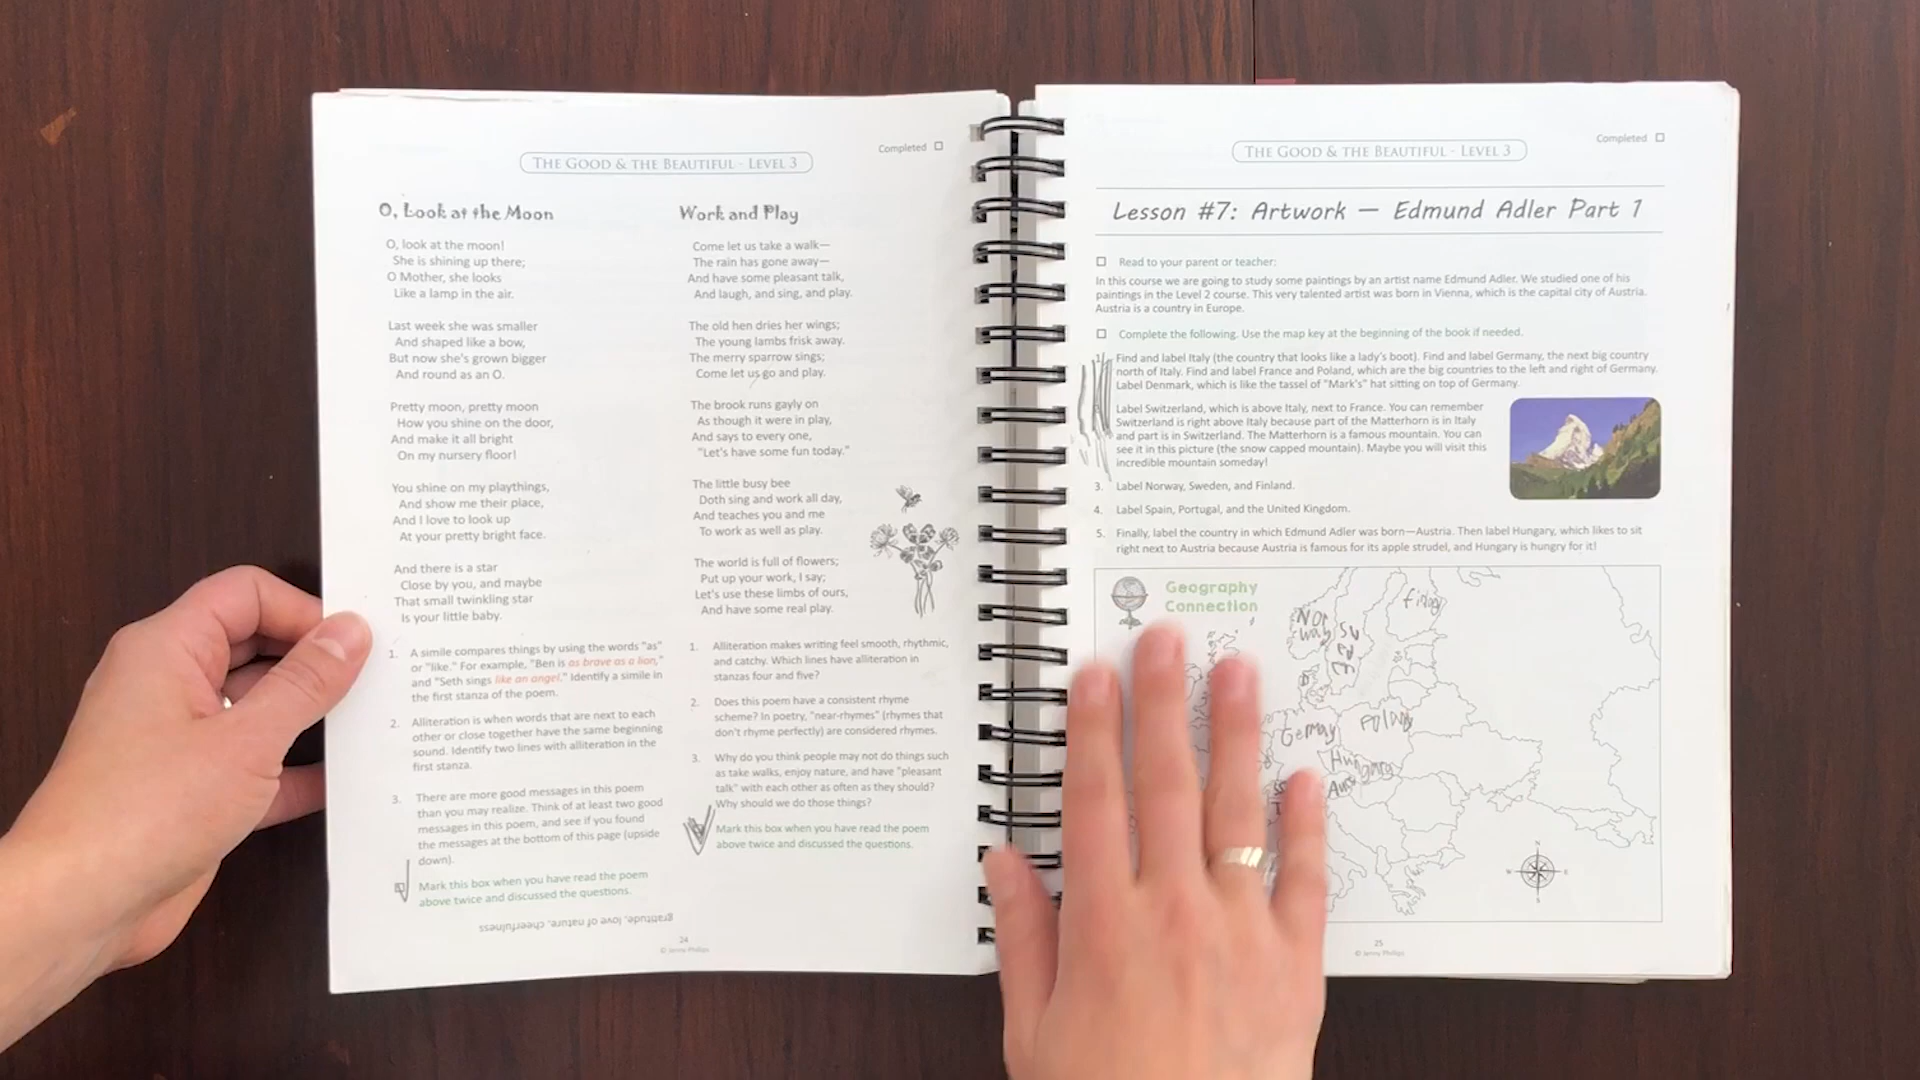 Completed
THE GOOD & THE BEAUTIFUL - LEVEL 3
O, Look at the Moon
O, look at the moon!
She is shining up there;
O Mother, she looks
Like a lamp in the air.
Last week she was smaller
And shaped like a bow,
But now she's grown bigger
And round as an O.
Pretty moon, pretty moon
How you shine on the door,
And make it all bright
On my nursery floor!
You shine on my playthings,
And show me their place,
And I love to look up
At your pretty bright face.
And there is a star
Close by you, and maybe
That small twinkling star
Is your little baby.
1. A simile compares things by using the words "as"
or "like." For example, "Ben is as brave as a lion,"
and "Seth sings like an angel." Identify a simile in
the first stanza of the poem.
2. Alliteration is when words that are next to each
other or close together have the same beginning
sound. Identify two lines with alliteration in the
first stanza.
3. There are more good messages in this poem
than you may realize. Think of at least two good
messages in this poem, and see if you found
the messages at the bottom of this page (upside
down).
Mark this box when you have read the poem
above twice and discussed the questions.
gratitude, love of nature, cheerfulness
Work and Play
Come let us take a walk—
The rain has gone away—
And have some pleasant talk,
And laugh, and sing, and play.
The old hen dries her wings;
The young lambs frisk away.
The merry sparrow sings;
Come let us go and play.
The brook runs gayly on
As though it were in play,
And says to every one,
"Let's have some fun today."
The little busy bee
Doth sing and work all day,
And teaches you and me
To work as well as play.
The world is full of flowers;
Put up your work, I say;
Let's use these limbs of ours,
And have some real play.
1. Alliteration makes writing feel smooth, rhythmic,
and catchy. Which lines have alliteration in
stanzas four and five?
2. Does this poem have a consistent rhyme
scheme? In poetry, "near-rhymes" (rhymes that
don't rhyme perfectly) are considered rhymes.
3. Why do you think people may not do things such
as take walks, enjoy nature, and have "pleasant
talk" with each other as often as they should?
Why should we do those things?
Mark this box when you have read the poem
above twice and discussed the questions.
24
© Jenny Phillips
Completed
THE GOOD & THE BEAUTIFUL - LEVEL 3
Lesson #7: Artwork — Edmund Adler Part 1
Read to your parent or teacher:
In this course we are going to study some paintings by an artist name Edmund Adler. We studied one of his
paintings in the Level 2 course. This very talented artist was born in Vienna, which is the capital city of Austria.
Austria is a country in Europe.
Complete the following. Use the map key at the beginning of the book if needed.
1. Find and label Italy (the country that looks like a lady's boot). Find and label Germany, the next big country
north of Italy. Find and label France and Poland, which are the big countries to the left and right of Germany.
Label Denmark, which is like the tassel of "Mark's" hat sitting on top of Germany.
Label Switzerland, which is above Italy, next to France. You can remember
Switzerland is right above Italy because part of the Matterhorn is in Italy
and part is in Switzerland. The Matterhorn is a famous mountain. You can
see it in this picture (the snow capped mountain). Maybe you will visit this
incredible mountain someday!
3. Label Norway, Sweden, and Finland.
4. Label Spain, Portugal, and the United Kingdom.
5. Finally, label the country in which Edmund Adler was born—Austria. Then label Hungary, which likes to sit
right next to Austria because Austria is famous for its apple strudel, and Hungary is hungry for it!
Geography
Connection
Nor
way
Hungary
N
W E
S
25
© Jenny Phillips